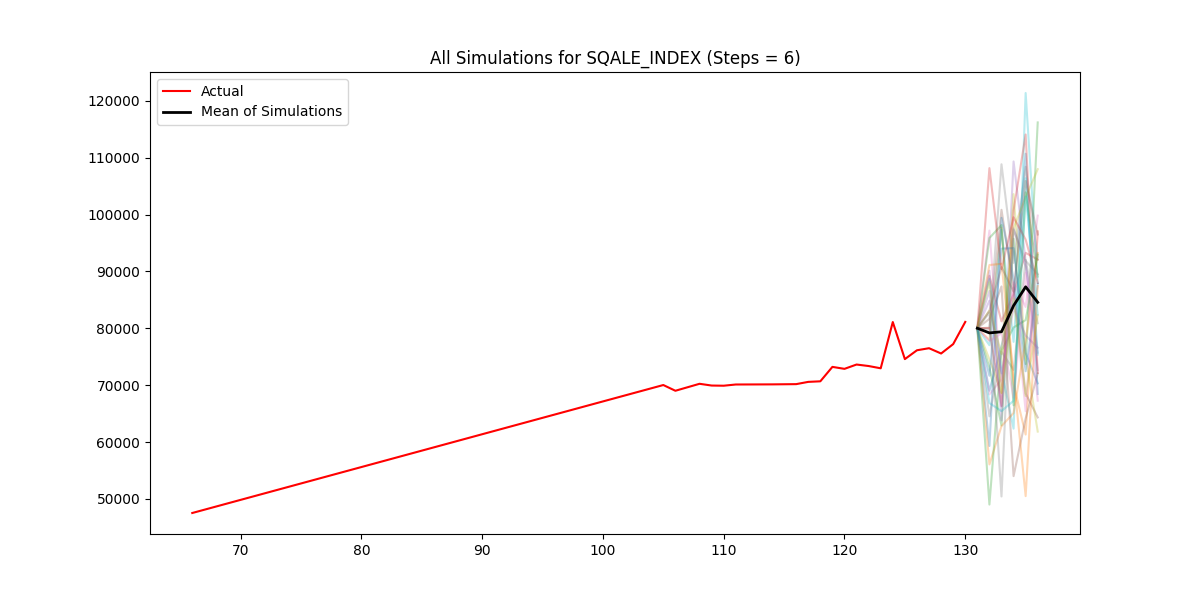 All Simulations for SQALE_INDEX (Steps = 6)
Actual
Mean of Simulations
120000
110000
100000
90000
80000
70000
60000
50000
70 80 90 100 110 120 130